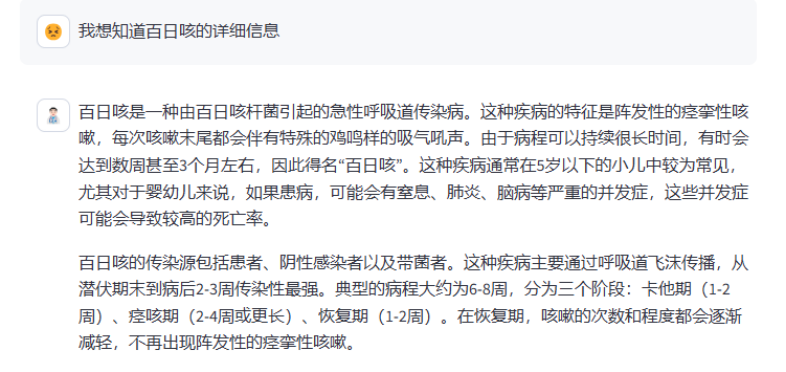 我想知道百日咳的详细信息
百日咳是一种由百日咳杆菌引起的急性呼吸道传染病。这种疾病的特征是阵发性的痉挛性咳
嗽，每次咳嗽末尾都会伴有特殊的鸡鸣样的吸气吼声。由于病程可以持续很长时间，有时会
达到数周甚至3个月左右，因此得名“百日咳”。这种疾病通常在5岁以下的小儿中较为常见，
尤其对于婴幼儿来说，如果患病，可能会有窒息、肺炎、脑病等严重的并发症，这些并发症
可能会导致较高的死亡率。
百日咳的传染源包括患者、阴性感染者以及带菌者。这种疾病主要通过呼吸道飞沫传播，从
潜伏期末到病后2-3周传染性最强。典型的病程大约为6-8周，分为三个阶段：卡他期（1-2
周）、痉咳期（2-4周或更长）、恢复期（1-2周）。在恢复期，咳嗽的次数和程度都会逐渐
减轻，不再出现阵发性的痉挛性咳嗽。